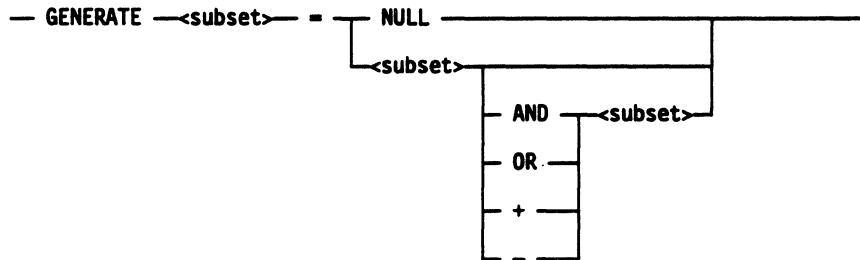 GENERATE <subset> = NULL
<subset>
AND <subset>
OR
+
-